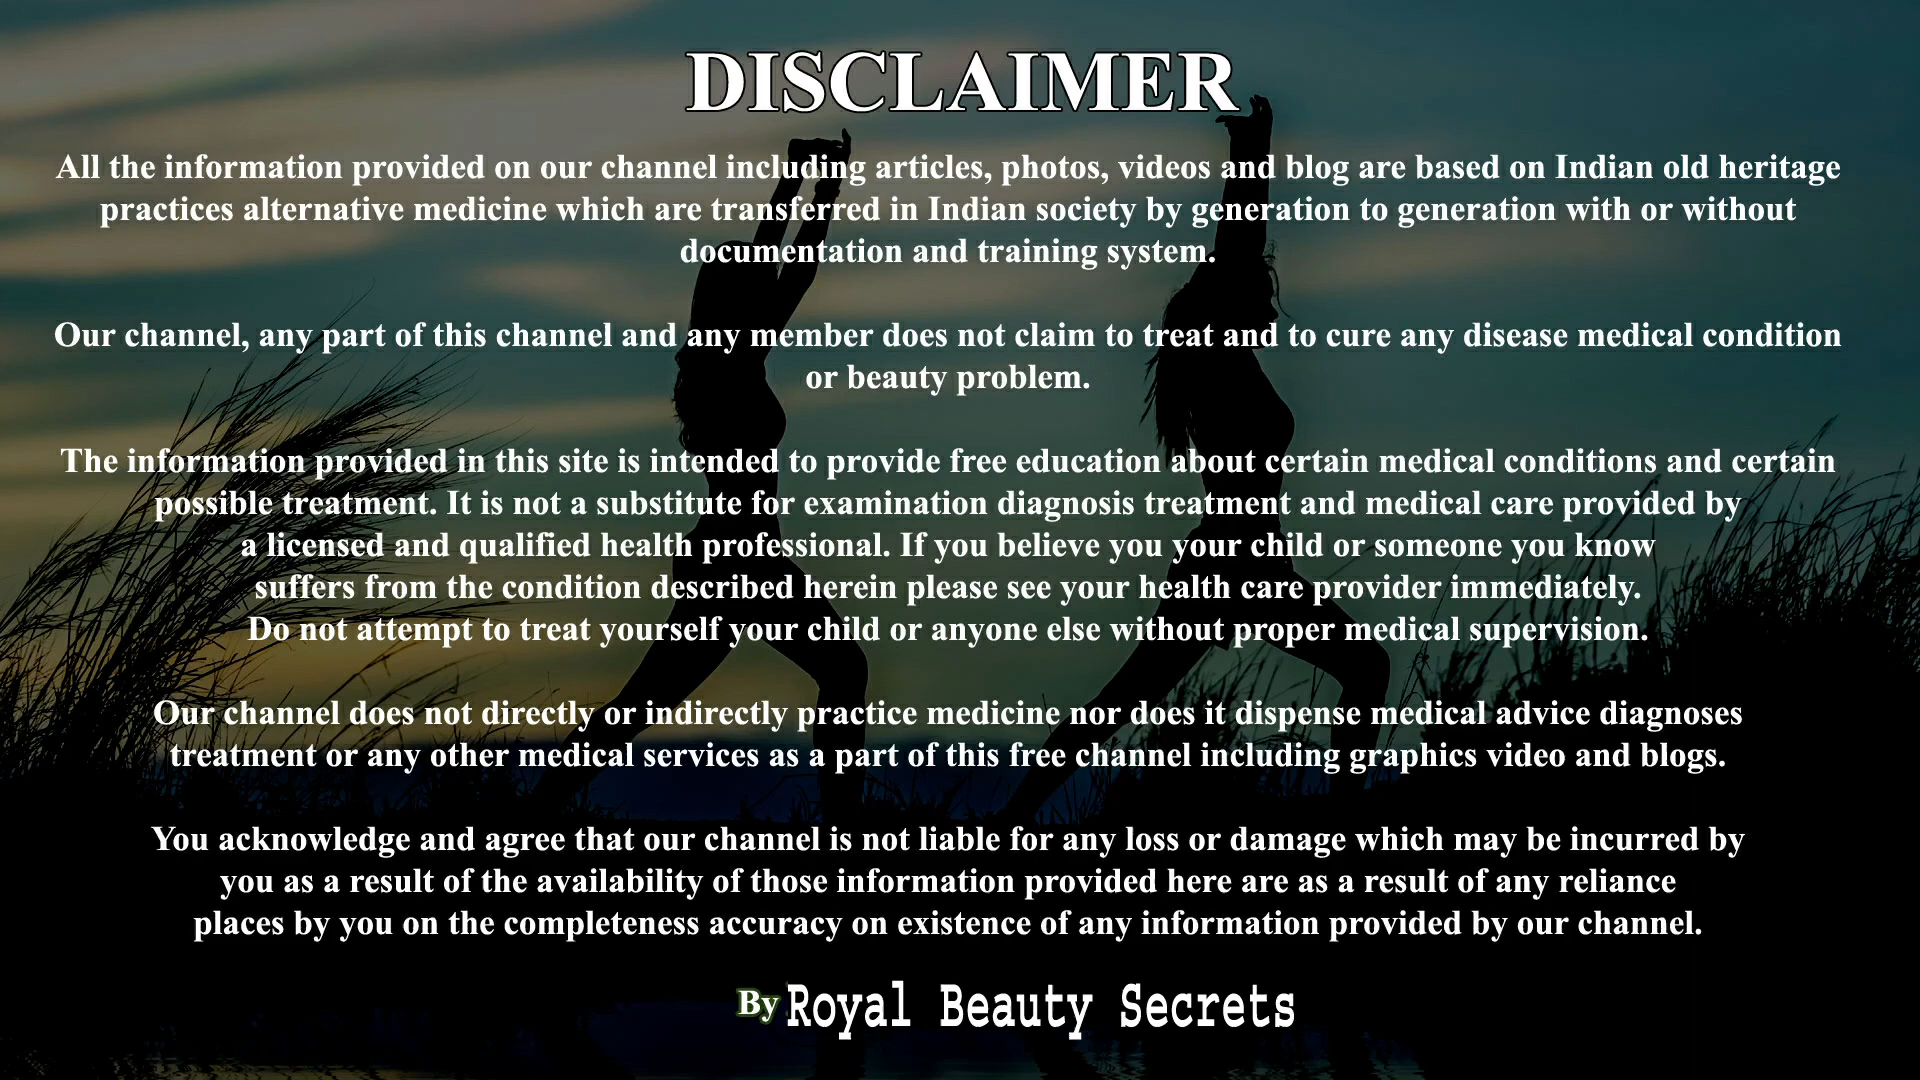 DISCLAIMER
All the information provided on our channel including articles, photos, videos and blog are based on Indian old heritage
practices alternative medicine which are transferred in Indian society by generation to generation with or without
documentation and training system.
Our channel, any part of this channel and any member does not claim to treat and to cure any disease medical condition
or beauty problem.
The information provided in this site is intended to provide free education about certain medical conditions and certain
possible treatment. It is not a substitute for examination diagnosis treatment and medical care provided by
a licensed and qualified health professional. If you believe you your child or someone you know
suffers from the condition described herein please see your health care provider immediately.
Do not attempt to treat yourself your child or anyone else without proper medical supervision.
Our channel does not directly or indirectly practice medicine nor does it dispense medical advice diagnoses
treatment or any other medical services as a part of this free channel including graphics video and blogs.
You acknowledge and agree that our channel is not liable for any loss or damage which may be incurred by
you as a result of the availability of those information provided here are as a result of any reliance
places by you on the completeness accuracy on existence of any information provided by our channel.
By Royal Beauty Secrets